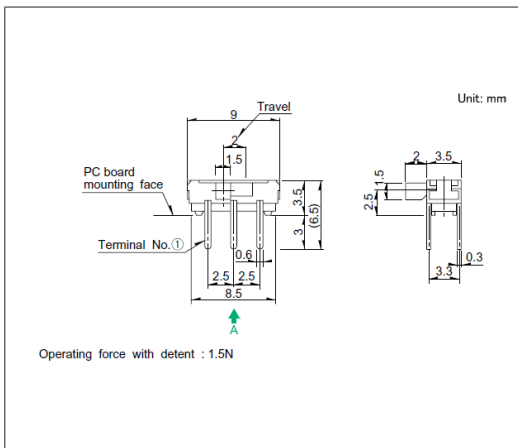 Unit: mm
Travel
9
2
1.5
PC board
mounting face
3.5
(6.5)
3
Terminal No.①
0.6
2.5 2.5
8.5
A
2 3.5
1.5
2.5
0.3
3.3
Operating force with detent : 1.5N